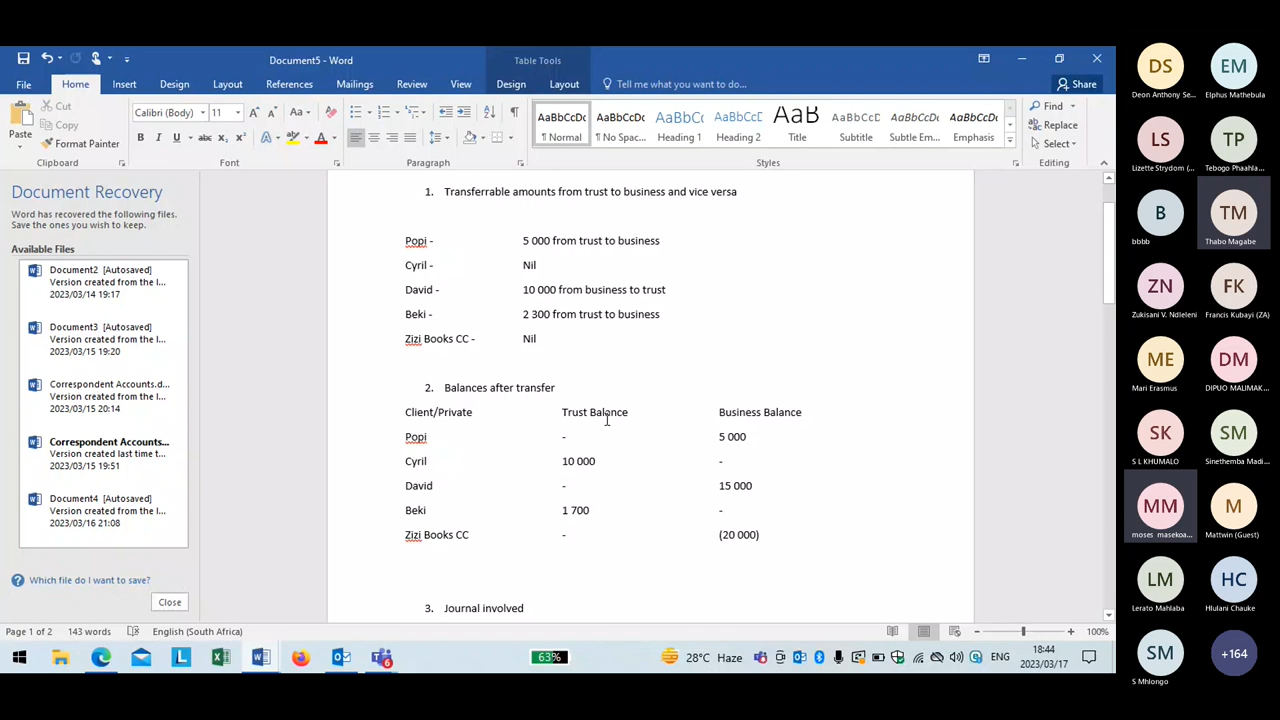 Document5 - Word
Table Tools
File Home Insert Design Layout References Mailings Review View Design Layout Tell me what you want to do... Share
Paste
Cut
Copy
Format Painter
Clipboard
Calibri (Body) 11
Font
Paragraph
AaBbCcDc AaBbCcDc AaBbCc AaBbCcC AaB AaBbCcD AaBbCcDc AaBbCcDc
¶ Normal ¶ No Spac... Heading 1 Heading 2 Title Subtitle Subtle Em... Emphasis
Styles
Find
Replace
Select
Editing
Document Recovery
Word has recovered the following files.
Save the ones you wish to keep.
Available Files
Document2 [Autosaved]
Version created from the l...
2023/03/14 19:17
Document3 [Autosaved]
Version created from the l...
2023/03/15 19:20
Correspondent Accounts.d...
Version created from the l...
2023/03/15 20:14
Correspondent Accounts...
Version created last time t...
2023/03/15 19:51
Document4 [Autosaved]
Version created from the l...
2023/03/16 21:08
Which file do I want to save?
Close
1. Transferrable amounts from trust to business and vice versa
Popi - 5 000 from trust to business
Cyril - Nil
David - 10 000 from business to trust
Beki - 2 300 from trust to business
Zizi Books CC - Nil
2. Balances after transfer
Client/Private Trust Balance Business Balance
Popi - 5 000
Cyril 10 000 -
David - 15 000
Beki 1 700 -
Zizi Books CC - (20 000)
3. Journal involved
Page 1 of 2 143 words English (South Africa) 100%
63% 28°C Haze ENG 18:44
2023/03/17
DS EM
Deon Anthony Se... Elphus Mathebula
LS TP
Lizette Strydom (... Tebogo Phaahla...
B TM
bbbb Thabo Magabe
ZN FK
Zukisani V. Ndleleni Francis Kubayi (ZA)
ME DM
Mari Erasmus DIPUO MALIMAK...
SK SM
S L KHUMALO Sinethemba Madi...
MM M
moses masekoa... Mattwin (Guest)
LM HC
Lerato Mahlaba Hlulani Chauke
SM +164
S Mhlongo